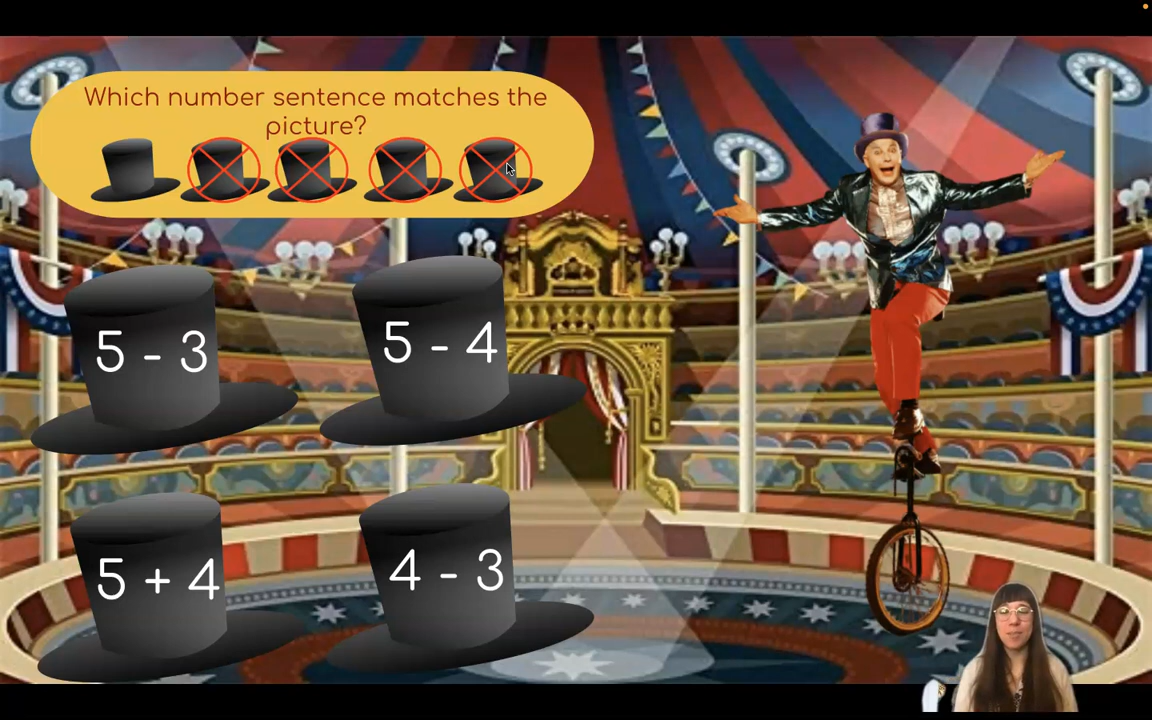 Which number sentence matches the
picture?
5 - 3
5 - 4
5 + 4
4 - 3